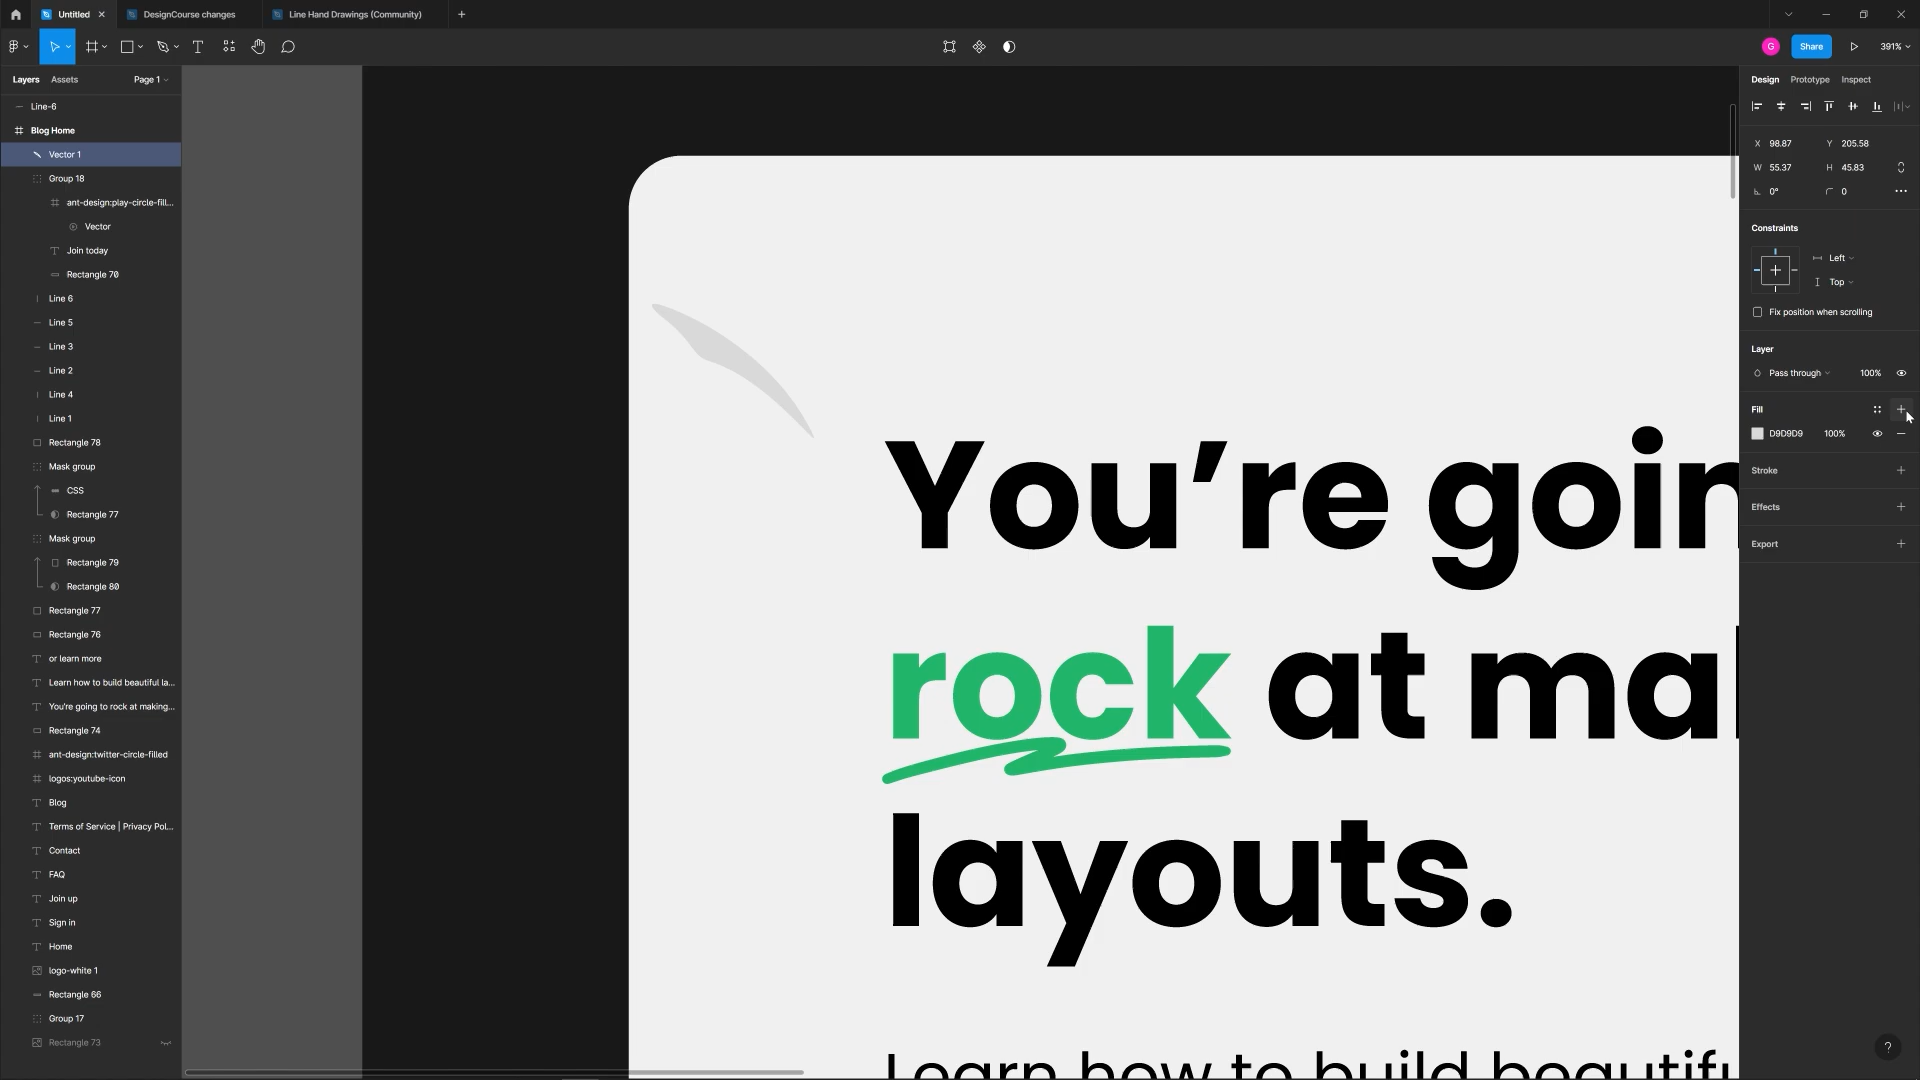 Untitled
DesignCourse changes
Line Hand Drawings (Community)
G
Share
391%
Layers
Assets
Page 1
Line-6
Blog Home
Vector 1
Group 18
ant-design:play-circle-fill...
Vector
Join today
Rectangle 70
Line 6
Line 5
Line 3
Line 2
Line 4
Line 1
Rectangle 78
Mask group
CSS
Rectangle 77
Mask group
Rectangle 79
Rectangle 80
Rectangle 77
Rectangle 76
or learn more
Learn how to build beautiful la...
You're going to rock at making...
Rectangle 74
ant-design:twitter-circle-filled
logos:youtube-icon
Blog
Terms of Service | Privacy Pol...
Contact
FAQ
Join up
Sign in
Home
logo-white 1
Rectangle 66
Group 17
Rectangle 73
You’re goin
rock at mal
layouts.
Learn how to build beautifu
Design
Prototype
Inspect
X 98.87 Y 205.58
W 55.37 H 45.83
0° 0
Constraints
Left
Top
Fix position when scrolling
Layer
Pass through 100%
Fill
D9D9D9 100%
Stroke
Effects
Export
?